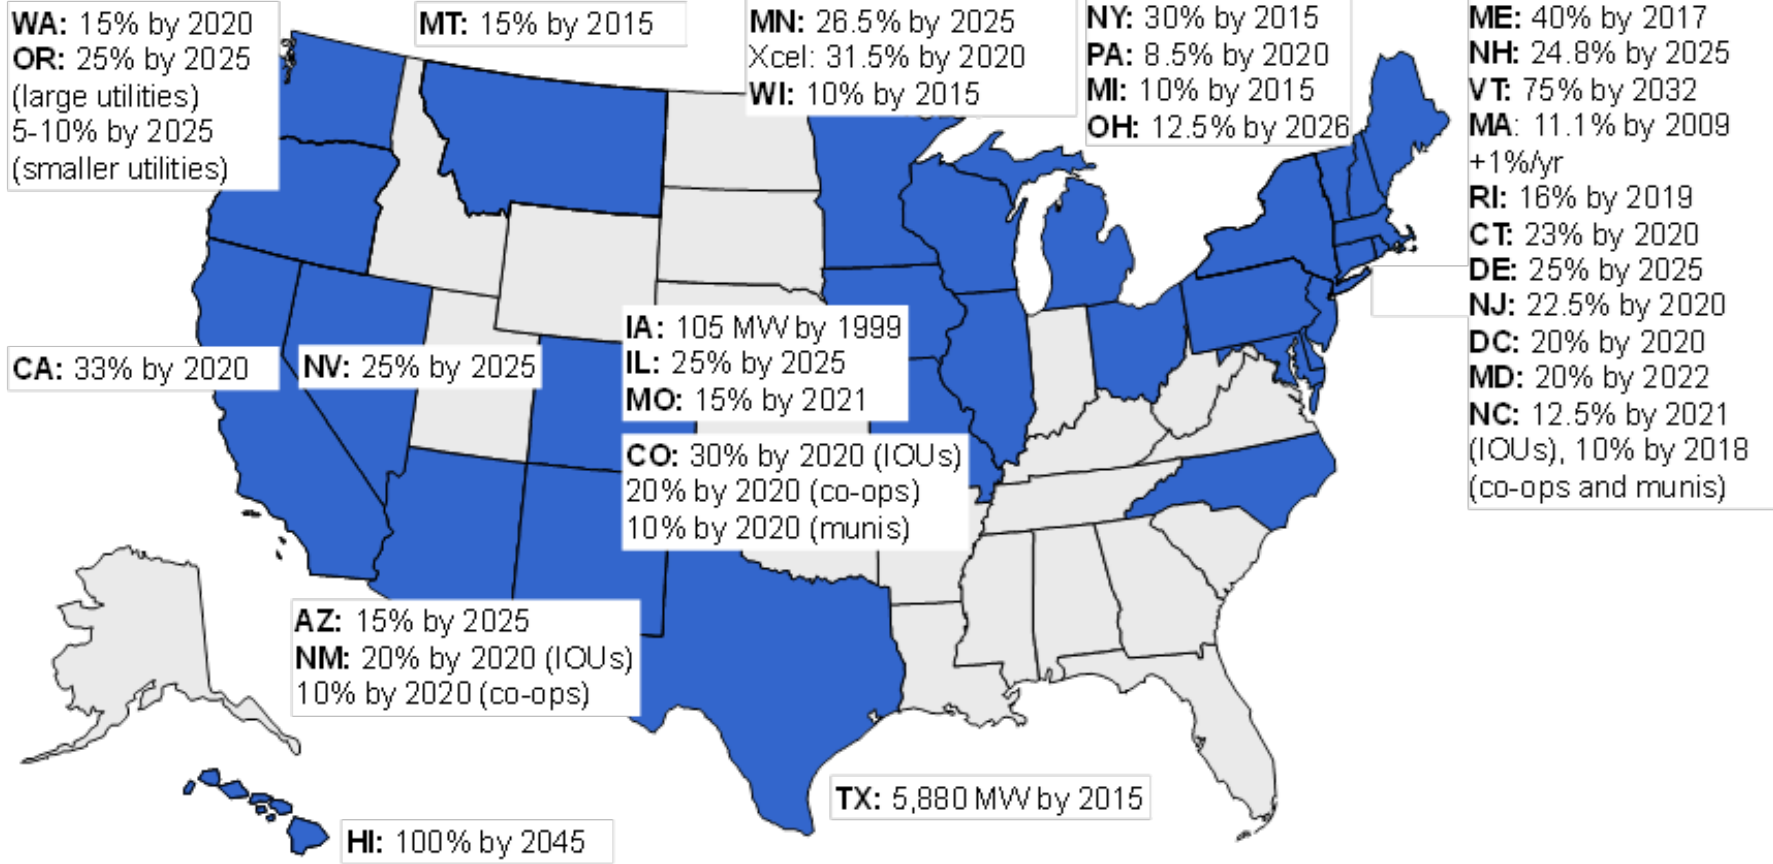 WA: 15% by 2020
OR: 25% by 2025
(large utilities)
5-10% by 2025
(smaller utilities)
MT: 15% by 2015
MN: 26.5% by 2025
Xcel: 31.5% by 2020
WI: 10% by 2015
NY: 30% by 2015
PA: 8.5% by 2020
MI: 10% by 2015
OH: 12.5% by 2026
ME: 40% by 2017
NH: 24.8% by 2025
VT: 75% by 2032
MA: 11.1% by 2009
+1%/yr
RI: 16% by 2019
CT: 23% by 2020
DE: 25% by 2025
NJ: 22.5% by 2020
DC: 20% by 2020
MD: 20% by 2022
NC: 12.5% by 2021
(IOUs), 10% by 2018
(co-ops and munis)
CA: 33% by 2020
NV: 25% by 2025
IA: 105 MW by 1999
IL: 25% by 2025
MO: 15% by 2021
CO: 30% by 2020 (IOUs)
20% by 2020 (co-ops)
10% by 2020 (munis)
AZ: 15% by 2025
NM: 20% by 2020 (IOUs)
10% by 2020 (co-ops)
TX: 5,880 MW by 2015
HI: 100% by 2045